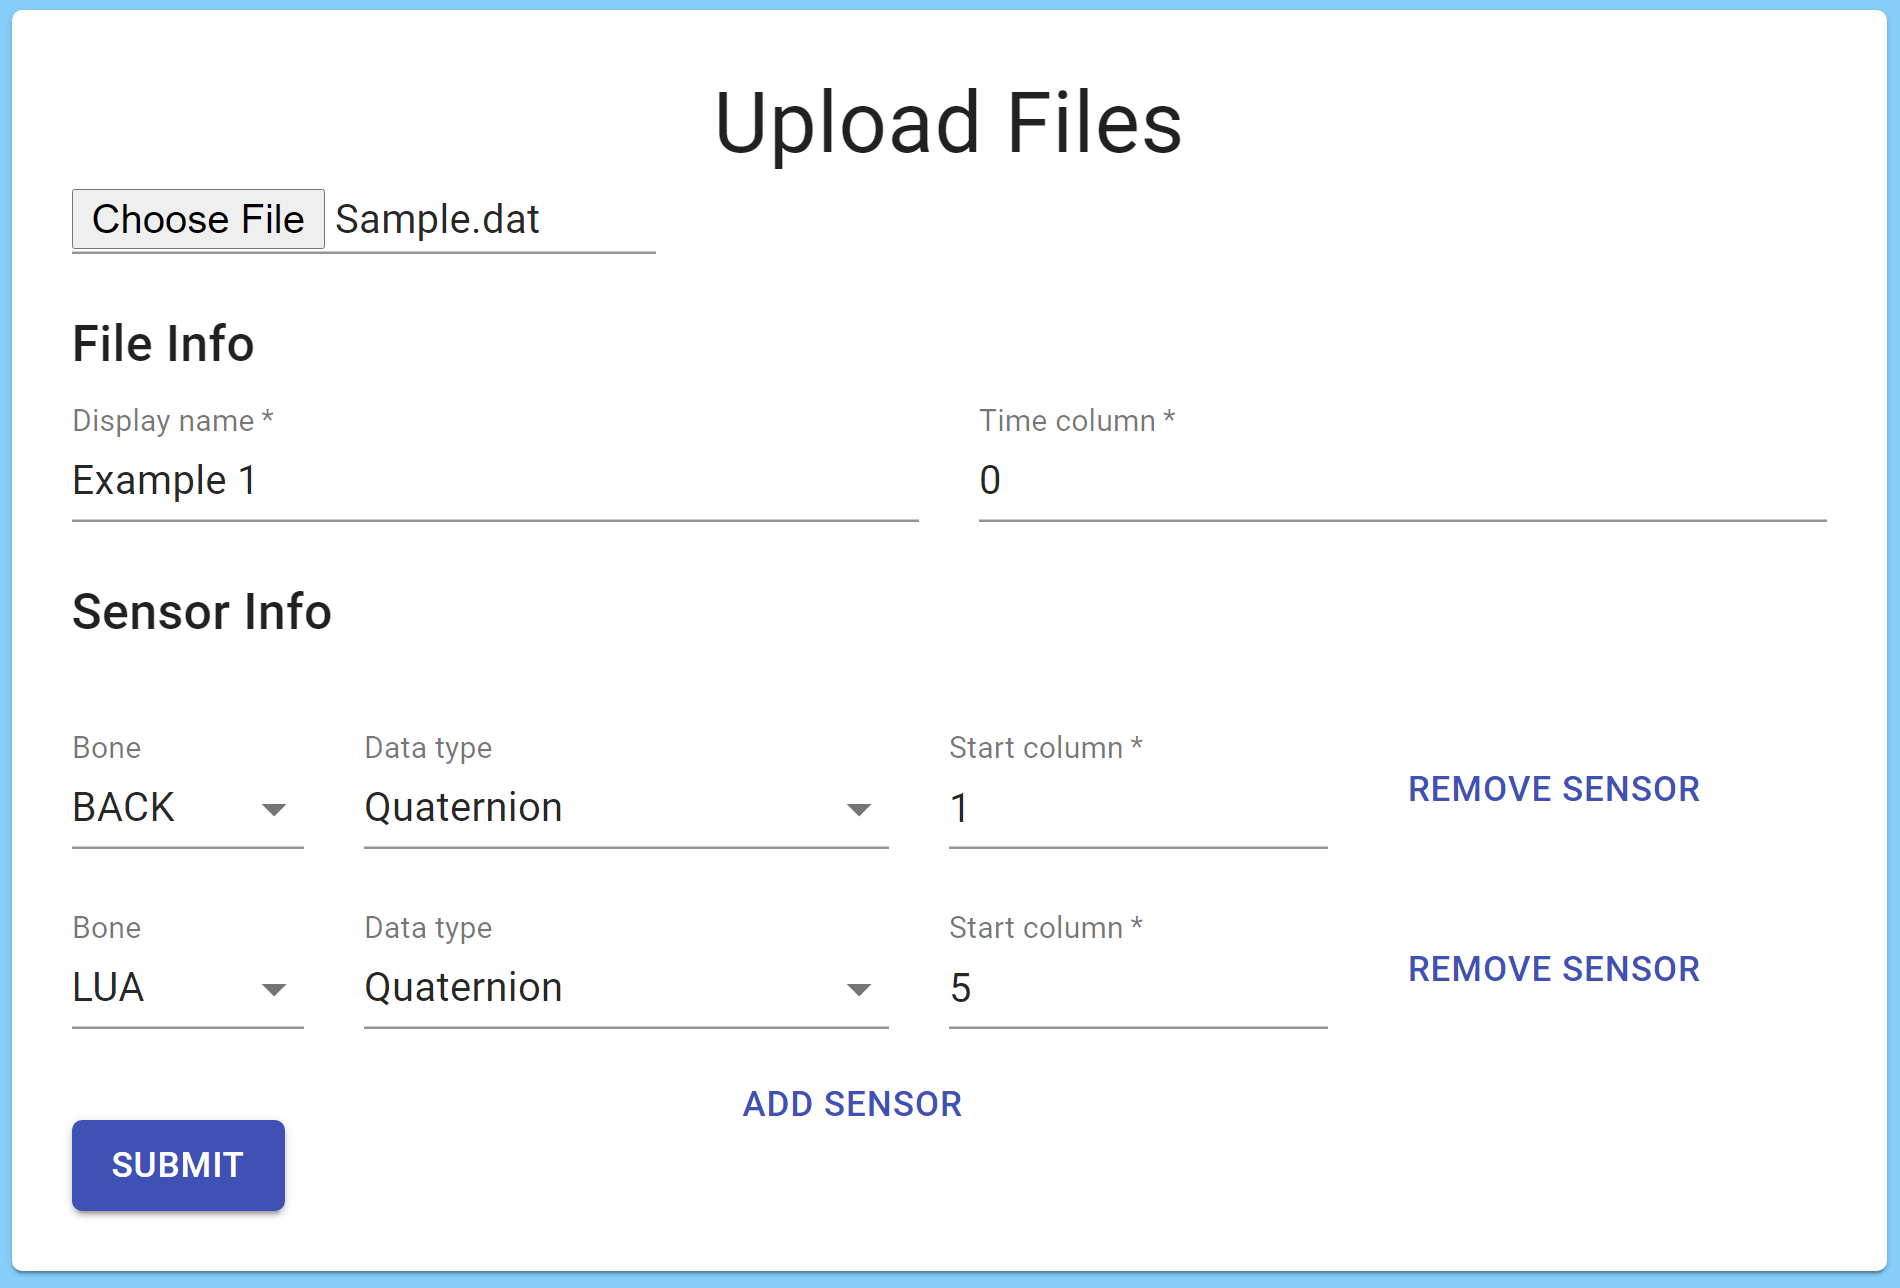 Upload Files
Choose File Sample.dat
File Info
Display name * Time column *
Example 1 0
Sensor Info
Bone Data type Start column *
BACK Quaternion 1 REMOVE SENSOR
Bone Data type Start column *
LUA Quaternion 5 REMOVE SENSOR
ADD SENSOR
SUBMIT